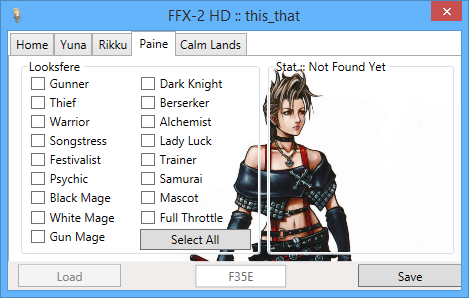 FFX-2 HD :: this_that
Home Yuna Rikku Paine Calm Lands
Looksfere
Gunner
Thief
Warrior
Songstress
Festivalist
Psychic
Black Mage
White Mage
Gun Mage
Dark Knight
Berserker
Alchemist
Lady Luck
Trainer
Samurai
Mascot
Full Throttle
Select All
Stat :: Not Found Yet
Load
F35E
Save